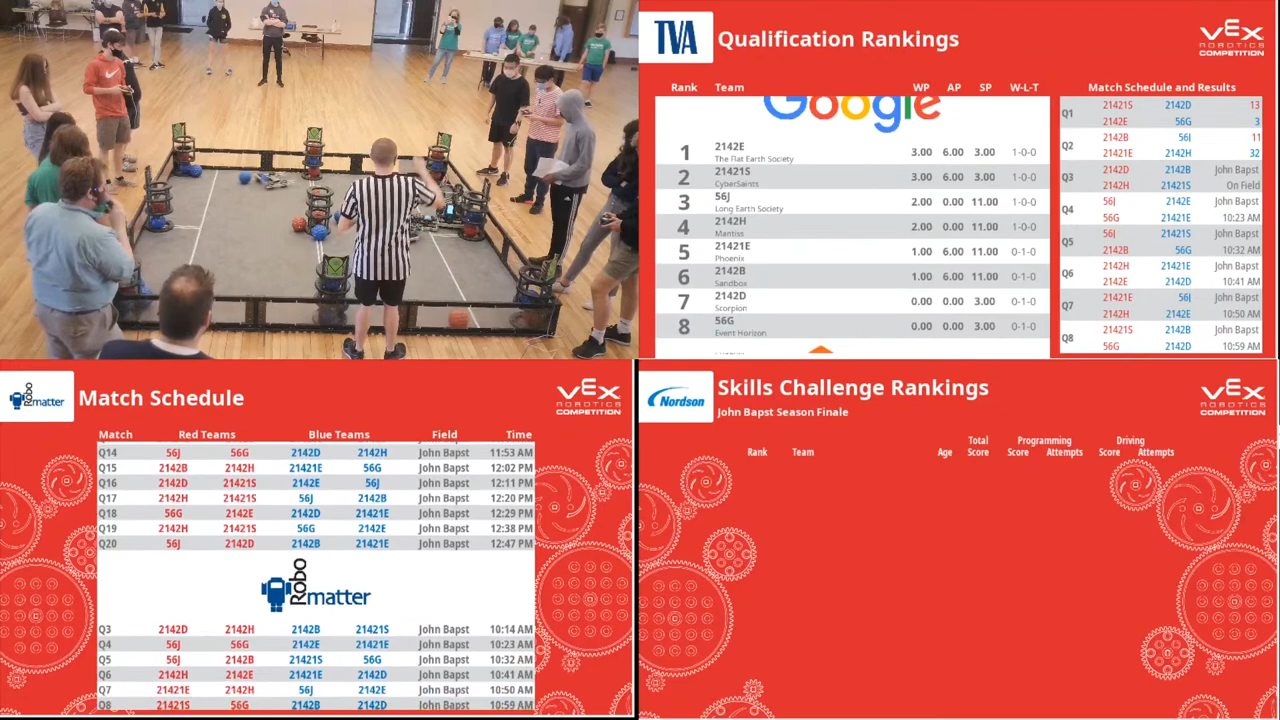 TVA
Qualification Rankings
VEX
ROBOTICS
COMPETITION
Rank Team WP AP SP W-L-T
Google
1 2142E 3.00 6.00 3.00 1-0-0
The Flat Earth Society
2 21421S 3.00 6.00 3.00 1-0-0
CyberSaints
3 56J 2.00 0.00 11.00 1-0-0
Long Earth Society
4 2142H 2.00 0.00 11.00 1-0-0
Mantiss
5 21421E 1.00 6.00 11.00 0-1-0
Phoenix
6 2142B 1.00 6.00 11.00 0-1-0
Sandbox
7 2142D 0.00 0.00 3.00 0-1-0
Scorpion
8 56G 0.00 0.00 3.00 0-1-0
Event Horizon
Match Schedule and Results
Q1 21421S 2142D 13
2142E 56G 3
Q2 2142B 56J 11
21421E 2142H 32
Q3 2142D 2142B John Bapst
2142H 21421S On Field
Q4 56J 2142E John Bapst
56G 21421E 10:23 AM
Q5 56J 21421S John Bapst
2142B 56G 10:32 AM
Q6 2142H 21421E John Bapst
2142E 2142D 10:41 AM
Q7 21421E 56J John Bapst
2142H 2142E 10:50 AM
Q8 21421S 2142B John Bapst
56G 2142D 10:59 AM
Robomatter
Match Schedule
VEX
ROBOTICS
COMPETITION
Match Red Teams Blue Teams Field Time
Q14 56J 56G 2142D 2142H John Bapst 11:53 AM
Q15 2142B 2142H 21421E 56G John Bapst 12:02 PM
Q16 2142D 21421S 2142E 56J John Bapst 12:11 PM
Q17 2142H 21421S 56J 2142B John Bapst 12:20 PM
Q18 56G 2142E 2142D 21421E John Bapst 12:29 PM
Q19 2142H 21421S 56G 2142E John Bapst 12:38 PM
Q20 56J 2142D 2142B 21421E John Bapst 12:47 PM
Robomatter
Q3 2142D 2142H 2142B 21421S John Bapst 10:14 AM
Q4 56J 56G 2142E 21421E John Bapst 10:23 AM
Q5 56J 2142B 21421S 56G John Bapst 10:32 AM
Q6 2142H 2142E 21421E 2142D John Bapst 10:41 AM
Q7 21421E 2142H 56J 2142E John Bapst 10:50 AM
Q8 21421S 56G 2142B 2142D John Bapst 10:59 AM
Nordson
Skills Challenge Rankings
John Bapst Season Finale
VEX
ROBOTICS
COMPETITION
Total Programming Driving
Rank Team Age Score Score Attempts Score Attempts